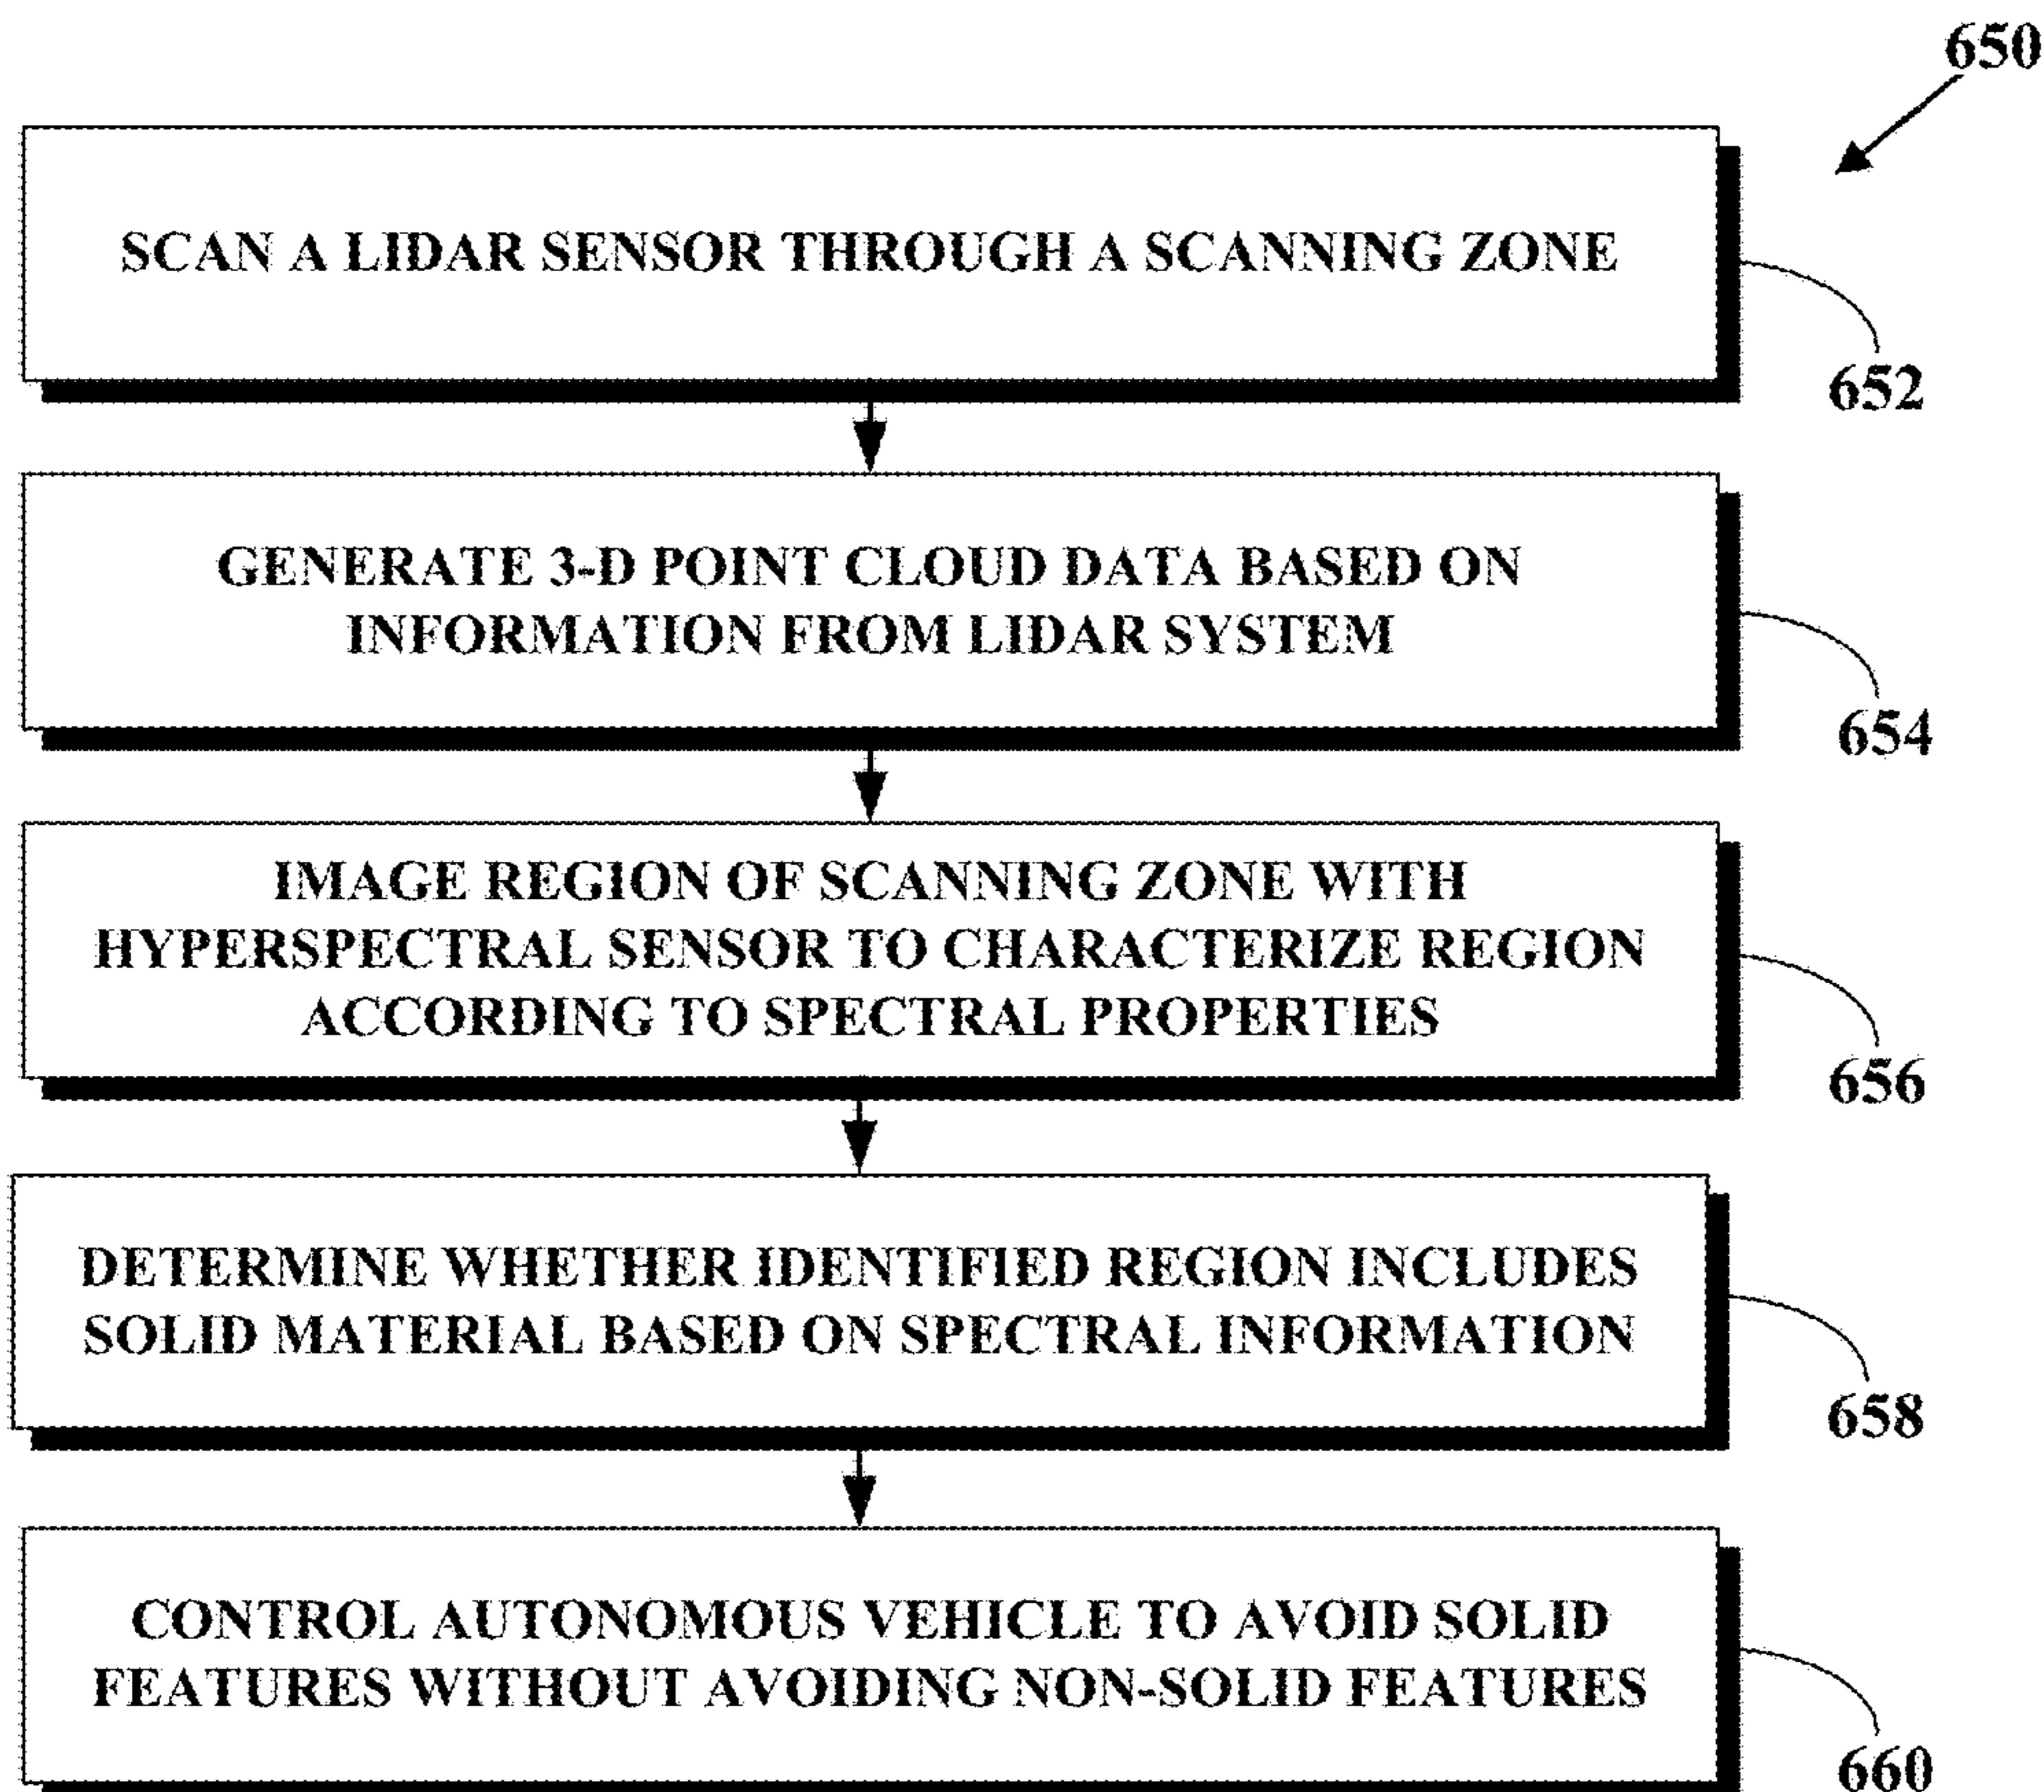 650
SCAN A LIDAR SENSOR THROUGH A SCANNING ZONE
652
GENERATE 3-D POINT CLOUD DATA BASED ON
INFORMATION FROM LIDAR SYSTEM
654
IMAGE REGION OF SCANNING ZONE WITH
HYPERSPECTRAL SENSOR TO CHARACTERIZE REGION
ACCORDING TO SPECTRAL PROPERTIES
656
DETERMINE WHETHER IDENTIFIED REGION INCLUDES
SOLID MATERIAL BASED ON SPECTRAL INFORMATION
658
CONTROL AUTONOMOUS VEHICLE TO AVOID SOLID
FEATURES WITHOUT AVOIDING NON-SOLID FEATURES
660